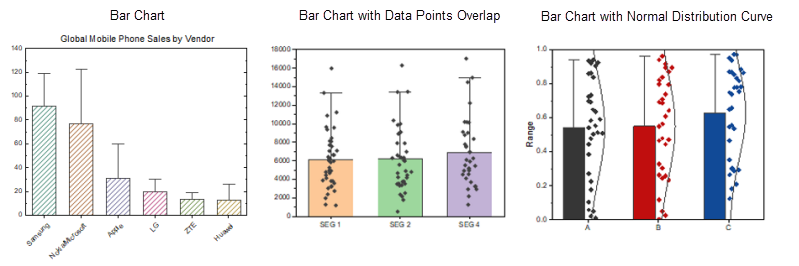 Bar Chart
Global Mobile Phone Sales by Vendor
140
120
100
80
60
40
20
0
Samsung
Nokia/Microsoft
Apple
LG
ZTE
Huawei
Bar Chart with Data Points Overlap
18000
16000
14000
12000
10000
8000
6000
4000
2000
0
SEG 1
SEG 2
SEG 4
Bar Chart with Normal Distribution Curve
Range
1.0
0.8
0.6
0.4
0.2
0.0
A
B
C